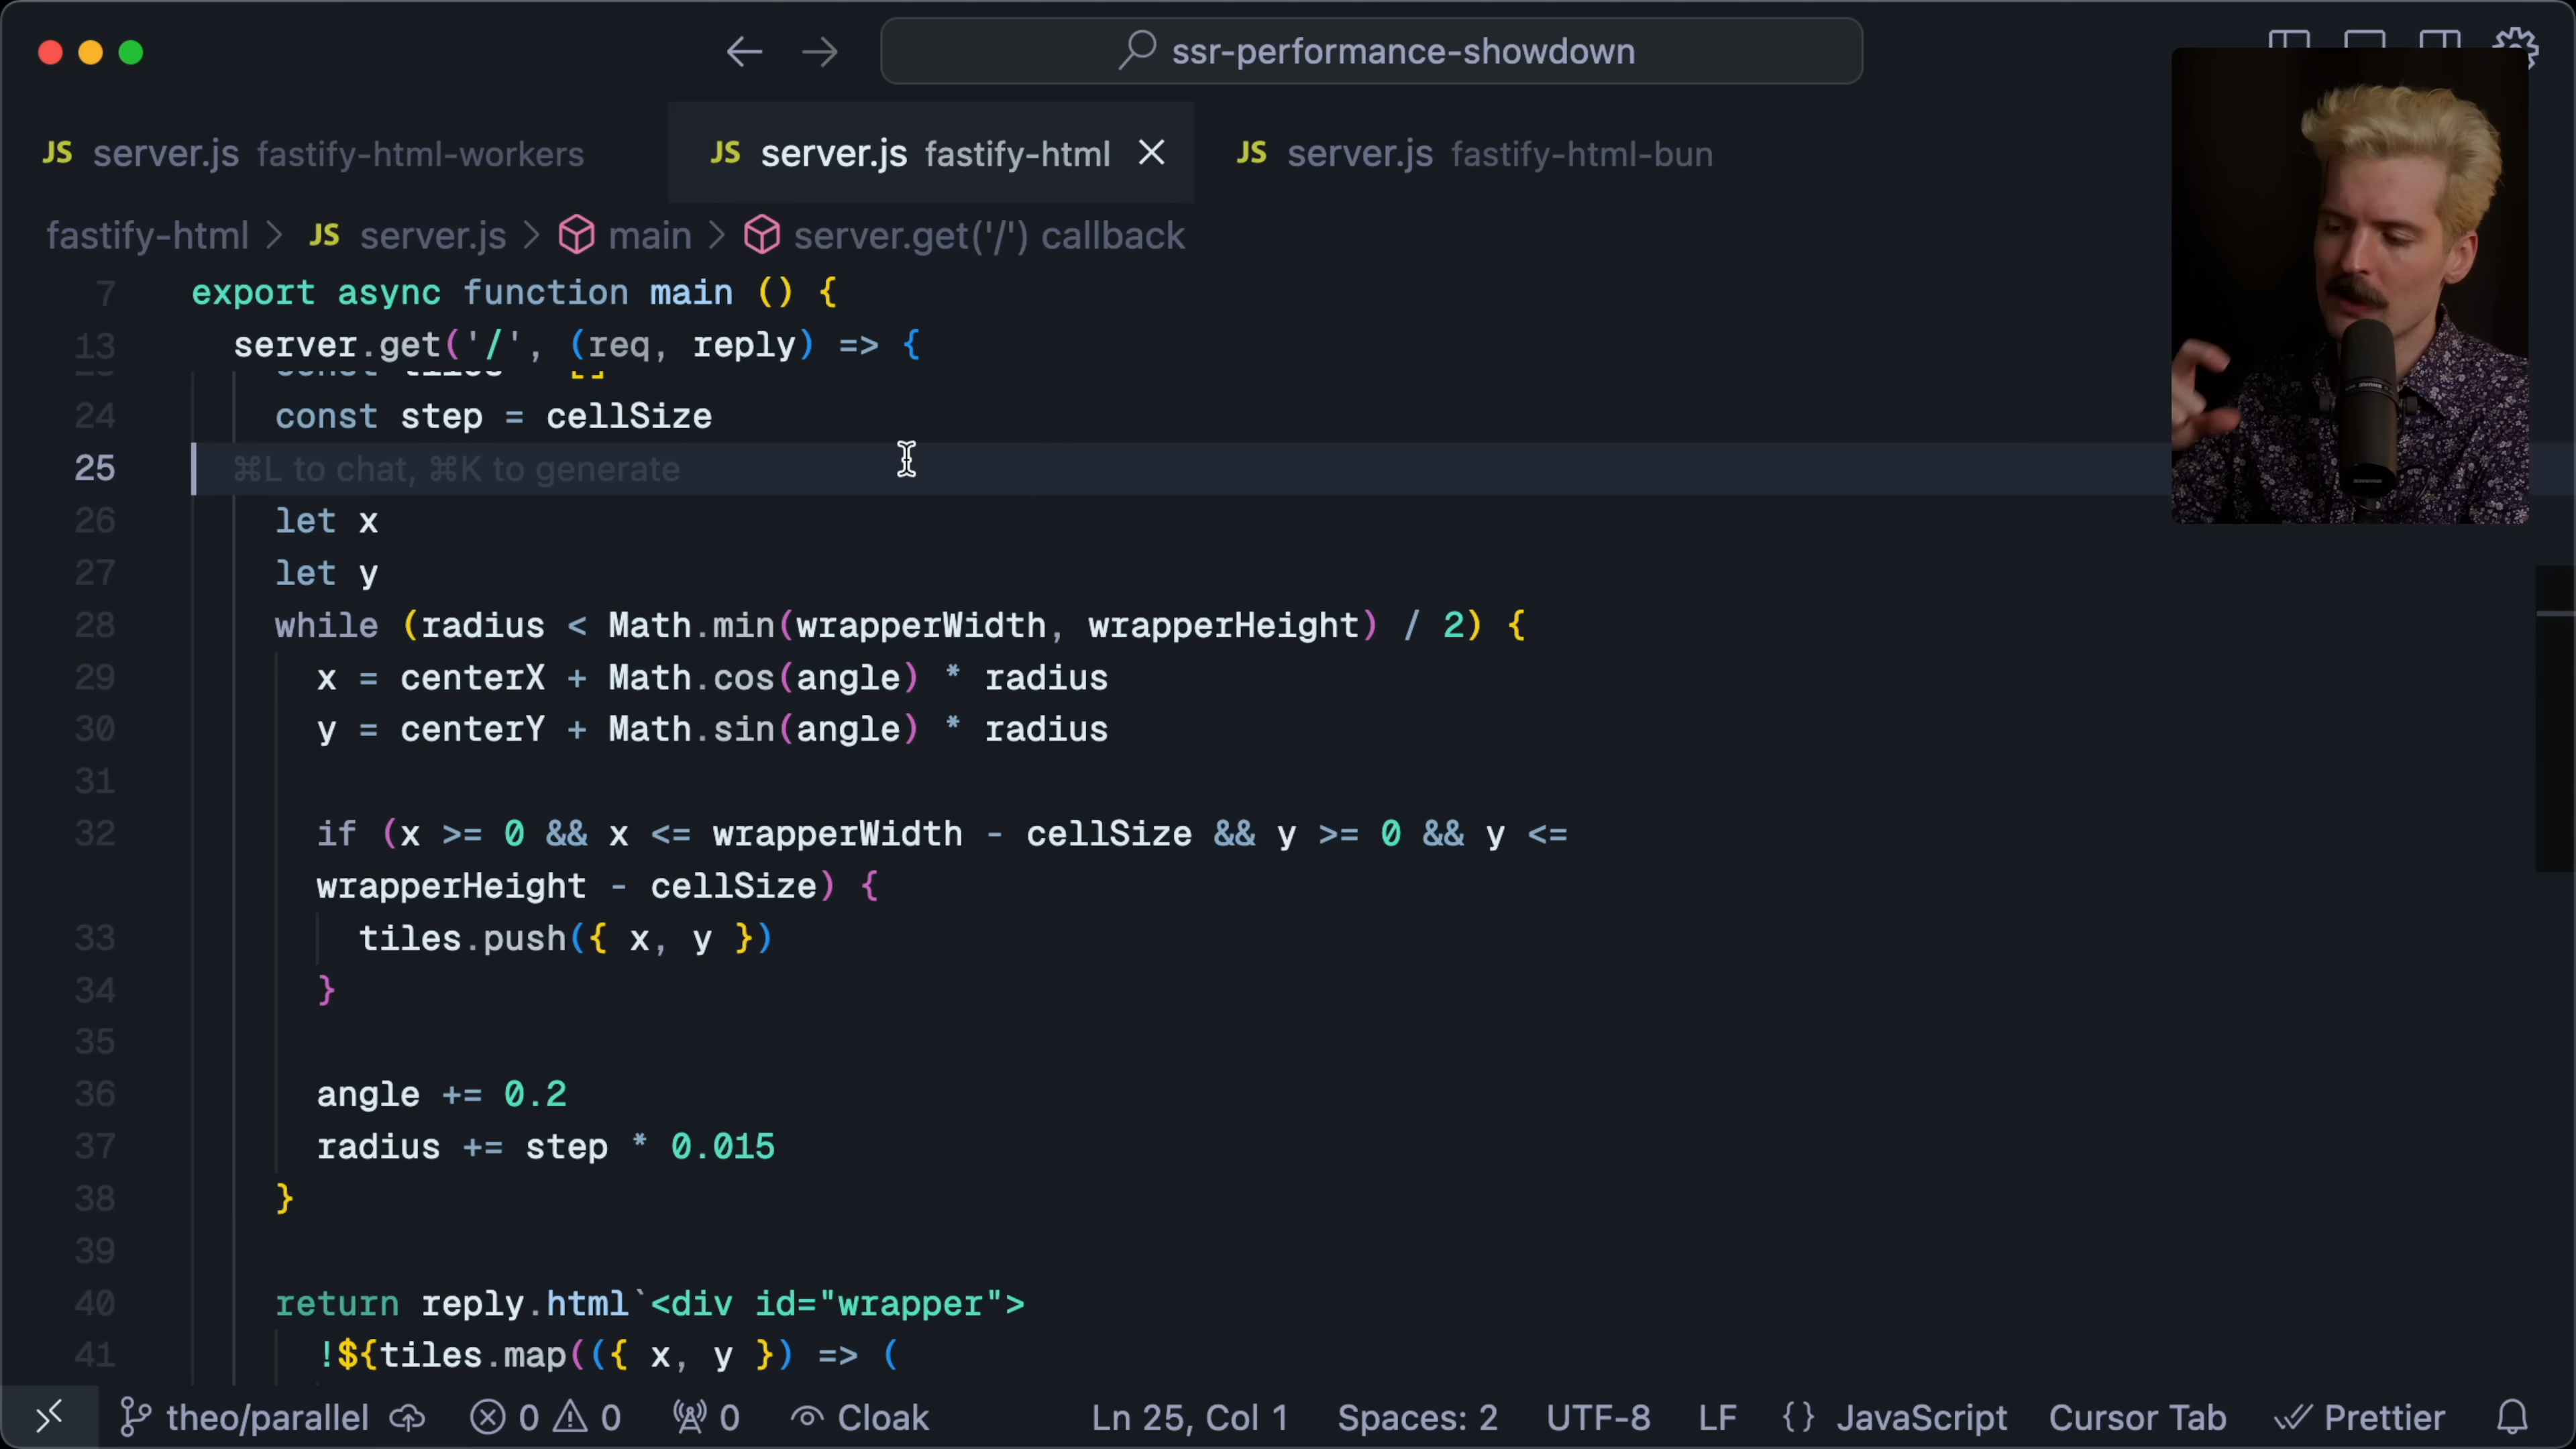 ssr-performance-showdown
JS server.js fastify-html-workers
JS server.js fastify-html
JS server.js fastify-html-bun
fastify-html > JS server.js > main > server.get('/') callback
7 export async function main () {
13 server.get('/', (req, reply) => {
const tiles = []
24 const step = cellSize
25 ⌘L to chat, ⌘K to generate
26 let x
27 let y
28 while (radius < Math.min(wrapperWidth, wrapperHeight) / 2) {
29 x = centerX + Math.cos(angle) * radius
30 y = centerY + Math.sin(angle) * radius
31
32 if (x >= 0 && x <= wrapperWidth - cellSize && y >= 0 && y <=
wrapperHeight - cellSize) {
33 tiles.push({ x, y })
34 }
35
36 angle += 0.2
37 radius += step * 0.015
38 }
39
40 return reply.html`<div id="wrapper">
41 !${tiles.map(({ x, y }) => (
theo/parallel 0 0 0 Cloak Ln 25, Col 1 Spaces: 2 UTF-8 LF {} JavaScript Cursor Tab Prettier